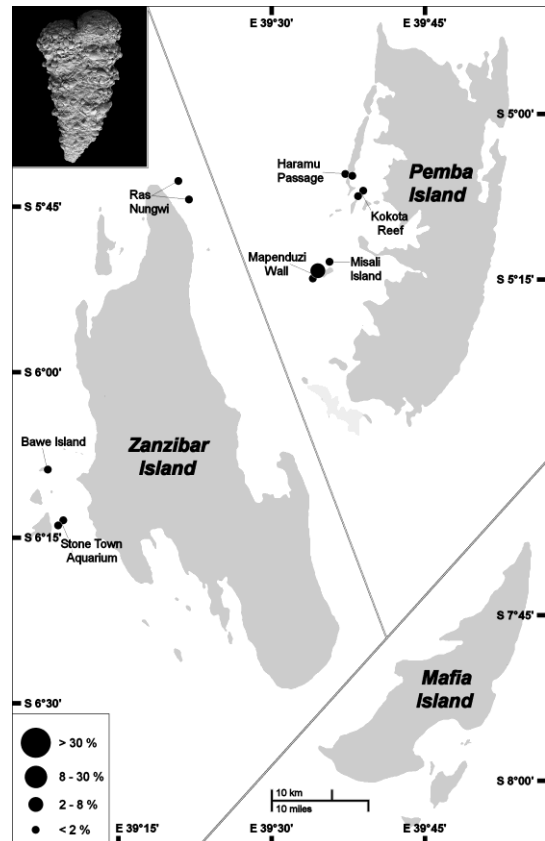 E 39°30'
E 39°45'
S 5°00'
Haramu
Passage
Pemba
Island
Ras
Nungwi
S 5°45'
Kokota
Reef
Mapenduzi
Wall
Misali
Island
S 5°15'
S 6°00'
Bawe Island
Zanzibar
Island
S 6°15'
Stone Town
Aquarium
S 7°45'
Mafia
Island
S 6°30'
> 30 %
8 - 30 %
2 - 8 %
< 2 %
10 km
10 miles
S 8°00'
E 39°15'
E 39°30'
E 39°45'